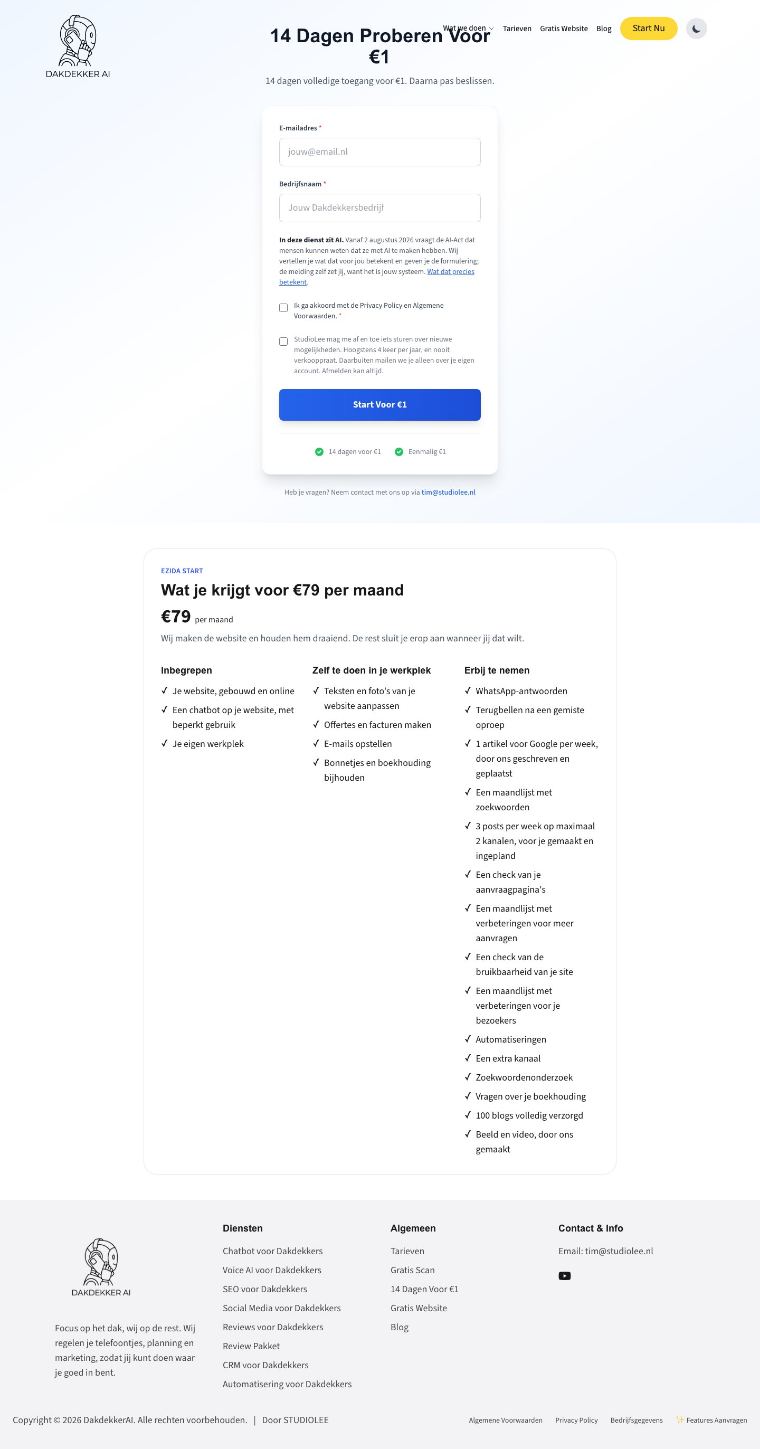 DAKDEKKER AI
Wat we doen
Tarieven
Gratis Website
Blog
Start Nu
14 Dagen Proberen Voor
€1
14 dagen volledige toegang voor €1. Daarna pas beslissen.
E-mailadres *
jouw@email.nl
Bedrijfsnaam *
Jouw Dakdekkersbedrijf
In deze dienst zit AI. Vanaf 2 augustus 2026 vraagt de AI-Act dat
mensen kunnen weten dat ze met AI te maken hebben. Wij
vertellen je wat dat voor jou betekent en geven je de formulering;
de melding zelf zet jij, want het is jouw systeem. Wat dat precies
betekent.
Ik ga akkoord met de Privacy Policy en Algemene
Voorwaarden. *
StudioLee mag me af en toe iets sturen over nieuwe
mogelijkheden. Hoogstens 4 keer per jaar, en nooit
verkooppraat. Daarbuiten mailen we je alleen over je eigen
account. Afmelden kan altijd.
Start Voor €1
14 dagen voor €1
Eenmalig €1
Heb je vragen? Neem contact met ons op via tim@studiolee.nl
EZIDA START
Wat je krijgt voor €79 per maand
€79 per maand
Wij maken de website en houden hem draaiend. De rest sluit je erop aan wanneer jij dat wilt.
Inbegrepen
✓ Je website, gebouwd en online
✓ Een chatbot op je website, met
beperkt gebruik
✓ Je eigen werkplek
Zelf te doen in je werkplek
✓ Teksten en foto's van je
website aanpassen
✓ Offertes en facturen maken
✓ E-mails opstellen
✓ Bonnetjes en boekhouding
bijhouden
Erbij te nemen
✓ WhatsApp-antwoorden
✓ Terugbellen na een gemiste
oproep
✓ 1 artikel voor Google per week,
door ons geschreven en
geplaatst
✓ Een maandlijst met
zoekwoorden
✓ 3 posts per week op maximaal
2 kanalen, voor je gemaakt en
ingepland
✓ Een check van je
aanvraagpagina's
✓ Een maandlijst met
verbeteringen voor meer
aanvragen
✓ Een check van de
bruikbaarheid van je site
✓ Een maandlijst met
verbeteringen voor je
bezoekers
✓ Automatiseringen
✓ Een extra kanaal
✓ Zoekwoordenonderzoek
✓ Vragen over je boekhouding
✓ 100 blogs volledig verzorgd
✓ Beeld en video, door ons
gemaakt
DAKDEKKER AI
Focus op het dak, wij op de rest. Wij
regelen je telefoontjes, planning en
marketing, zodat jij kunt doen waar
je goed in bent.
Diensten
Chatbot voor Dakdekkers
Voice AI voor Dakdekkers
SEO voor Dakdekkers
Social Media voor Dakdekkers
Reviews voor Dakdekkers
Review Pakket
CRM voor Dakdekkers
Automatisering voor Dakdekkers
Algemeen
Tarieven
Gratis Scan
14 Dagen Voor €1
Gratis Website
Blog
Contact & Info
Email: tim@studiolee.nl
Copyright © 2026 DakdekkerAI. Alle rechten voorbehouden. | Door STUDIOLEE
Algemene Voorwaarden
Privacy Policy
Bedrijfsgegevens
✨ Features Aanvragen